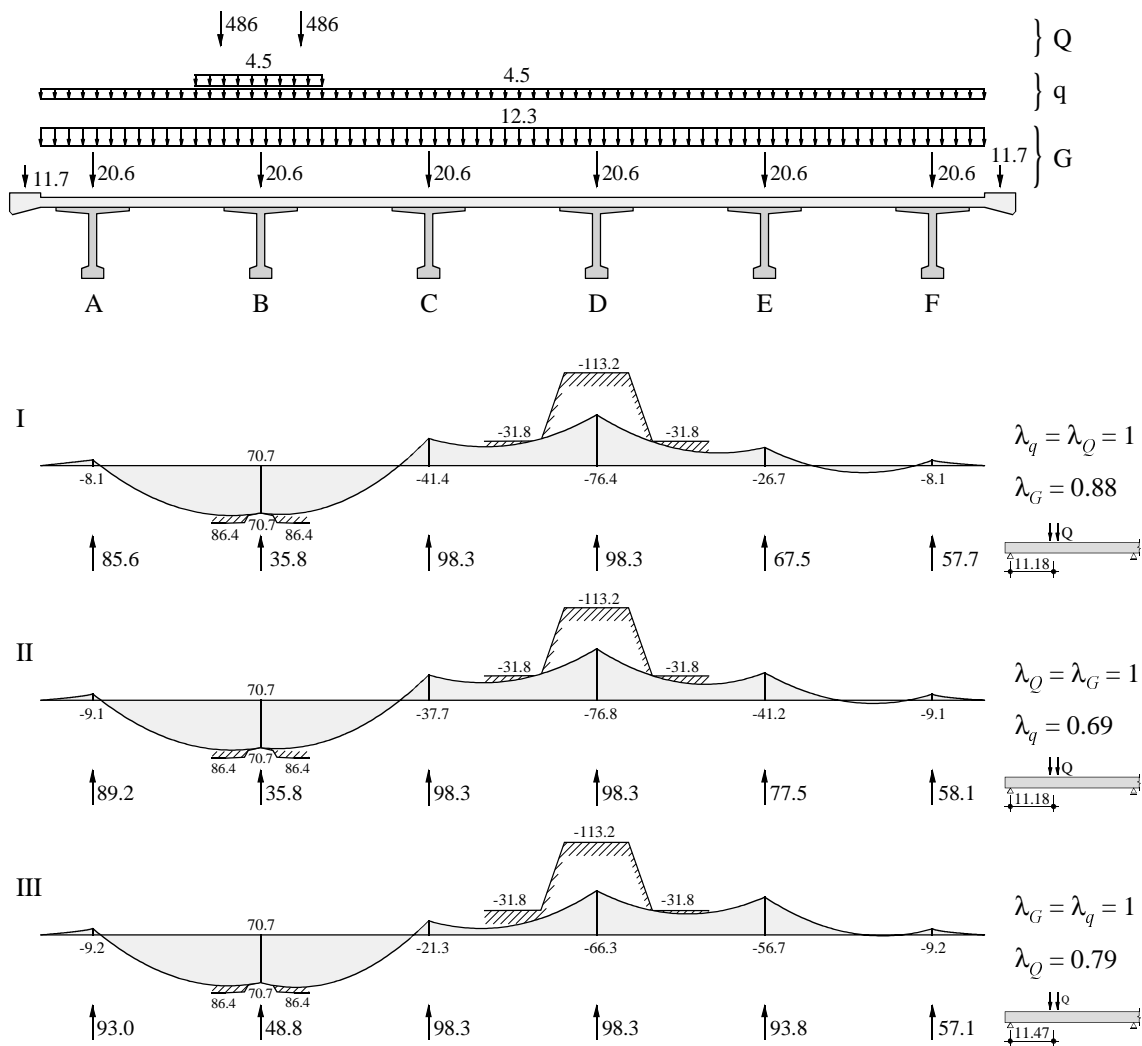 486 486 Q
4.5 4.5 q
12.3 G
11.7 20.6 20.6 20.6 20.6 20.6 20.6 11.7
A B C D E F
I
-113.2
-31.8 -31.8
70.7
-8.1 -41.4 -76.4 -26.7 -8.1
86.4 70.7 86.4
85.6 35.8 98.3 98.3 67.5 57.7
λq = λQ = 1
λG = 0.88
Q
11.18
II
-113.2
-31.8 -31.8
70.7
-9.1 -37.7 -76.8 -41.2 -9.1
86.4 70.7 86.4
89.2 35.8 98.3 98.3 77.5 58.1
λQ = λG = 1
λq = 0.69
Q
11.18
III
-113.2
-31.8 -31.8
70.7
-9.2 -21.3 -66.3 -56.7 -9.2
86.4 70.7 86.4
93.0 48.8 98.3 98.3 93.8 57.1
λG = λq = 1
λQ = 0.79
Q
11.47